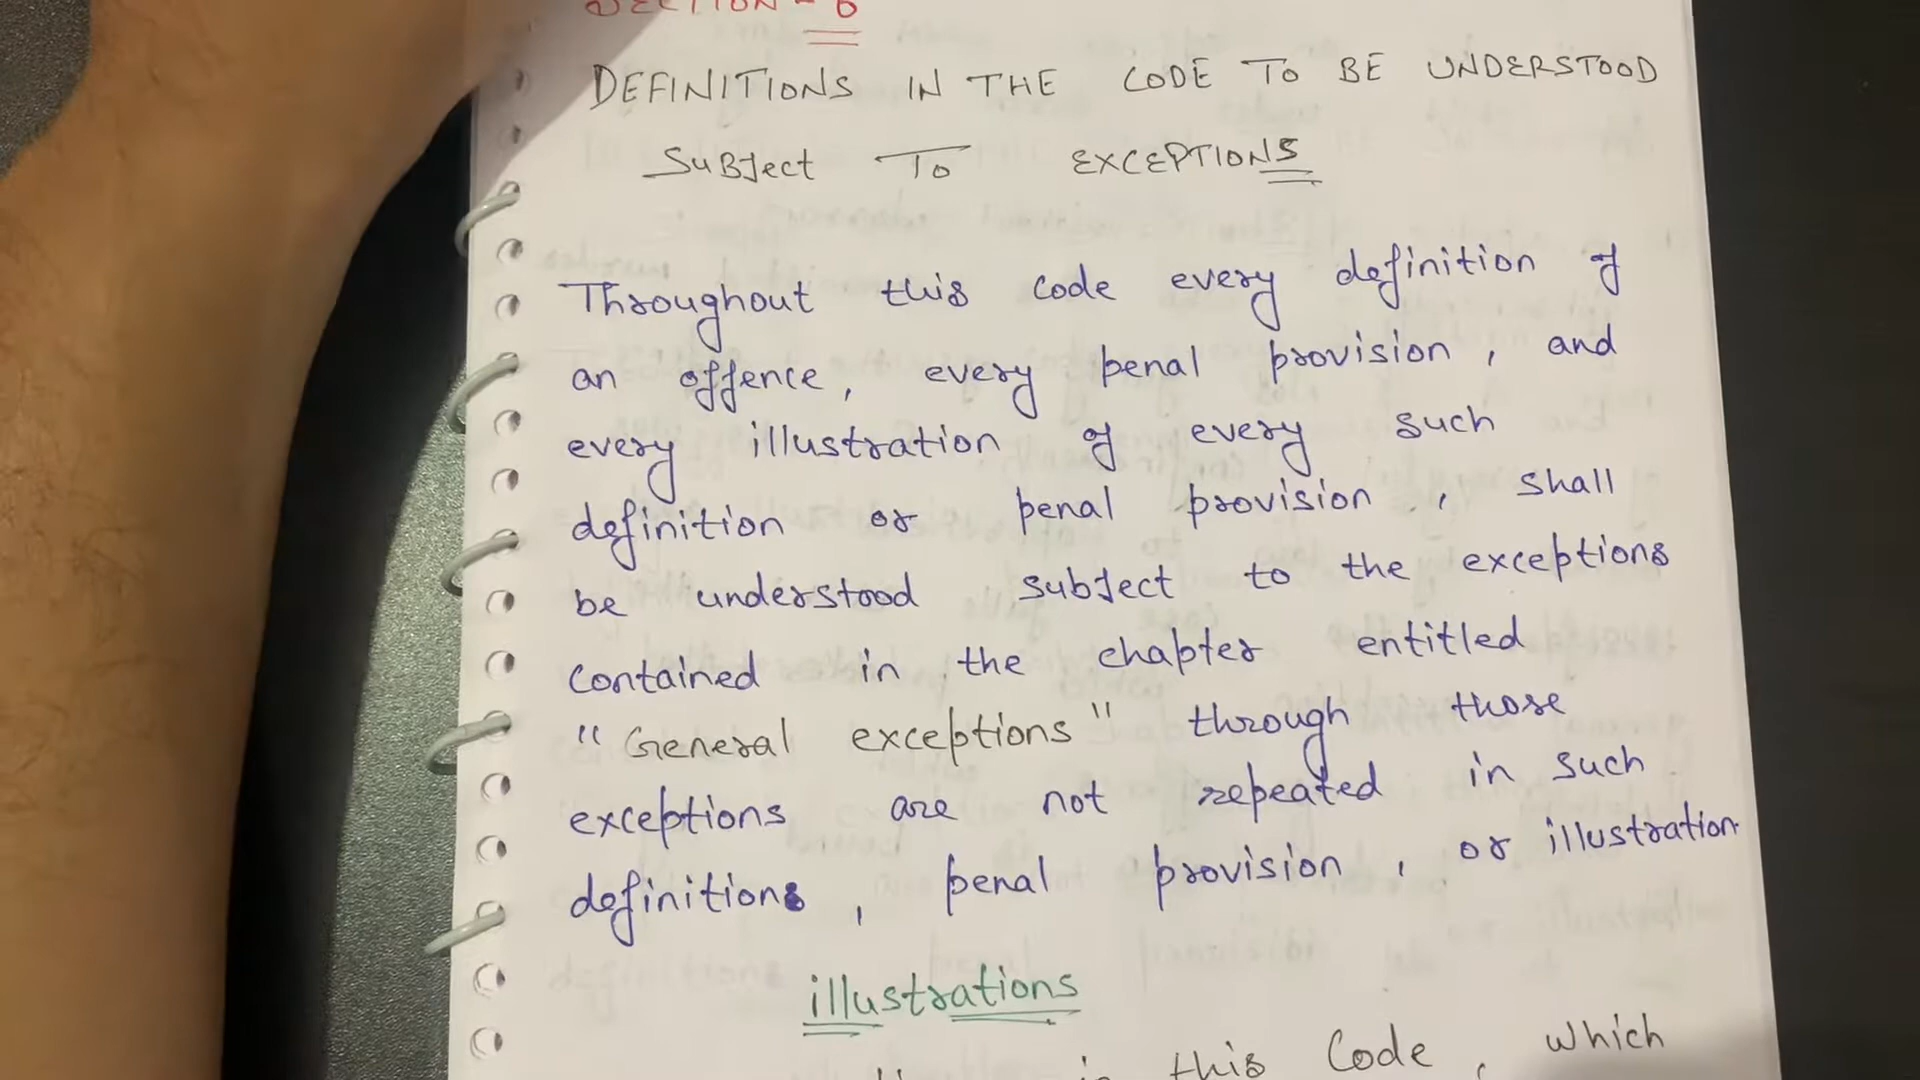 SECTION - 6
DEFINITIONS IN THE CODE TO BE UNDERSTOOD
SUBJect TO EXCEPTIONS
Throughout this code every definition of
an offence, every penal provision, and
every illustration of every such
definition or penal provision, shall
be understood subject to the exceptions
contained in the chapter entitled
"General exceptions" through those
exceptions are not repeated in such
definitions, penal provision, or illustration.
illustrations
in this Code, which